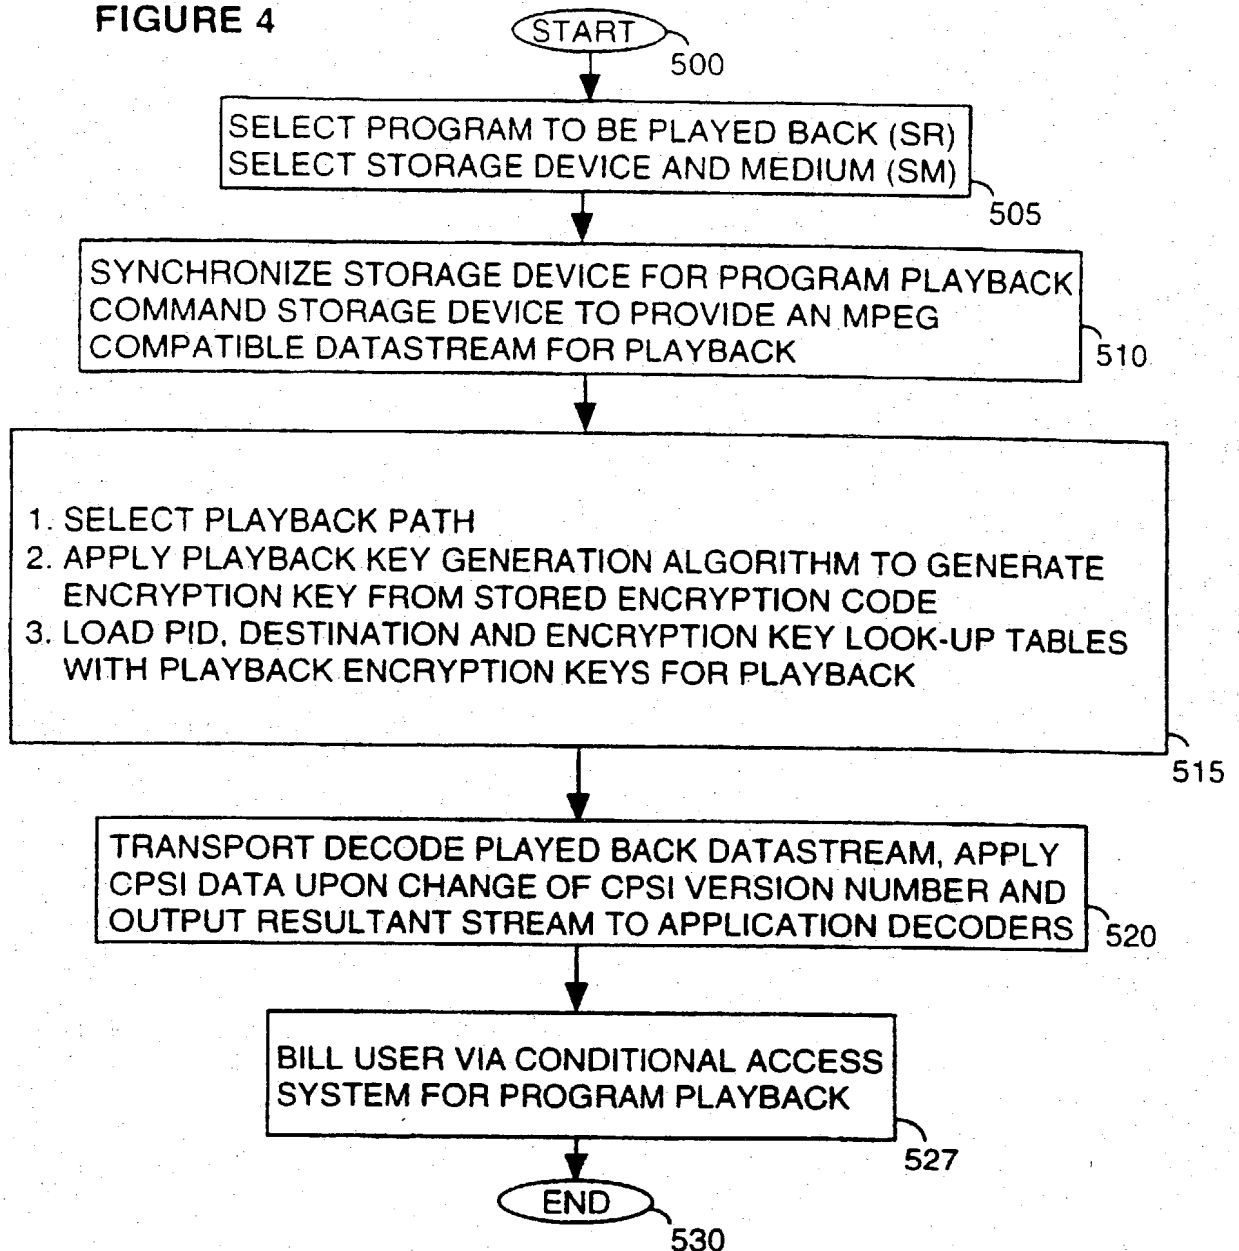 FIGURE 4
START
500
SELECT PROGRAM TO BE PLAYED BACK (SR)
SELECT STORAGE DEVICE AND MEDIUM (SM)
505
SYNCHRONIZE STORAGE DEVICE FOR PROGRAM PLAYBACK
COMMAND STORAGE DEVICE TO PROVIDE AN MPEG
COMPATIBLE DATASTREAM FOR PLAYBACK
510
1. SELECT PLAYBACK PATH
2. APPLY PLAYBACK KEY GENERATION ALGORITHM TO GENERATE
ENCRYPTION KEY FROM STORED ENCRYPTION CODE
3. LOAD PID, DESTINATION AND ENCRYPTION KEY LOOK-UP TABLES
WITH PLAYBACK ENCRYPTION KEYS FOR PLAYBACK
515
TRANSPORT DECODE PLAYED BACK DATASTREAM, APPLY
CPSI DATA UPON CHANGE OF CPSI VERSION NUMBER AND
OUTPUT RESULTANT STREAM TO APPLICATION DECODERS
520
BILL USER VIA CONDITIONAL ACCESS
SYSTEM FOR PROGRAM PLAYBACK
527
END
530